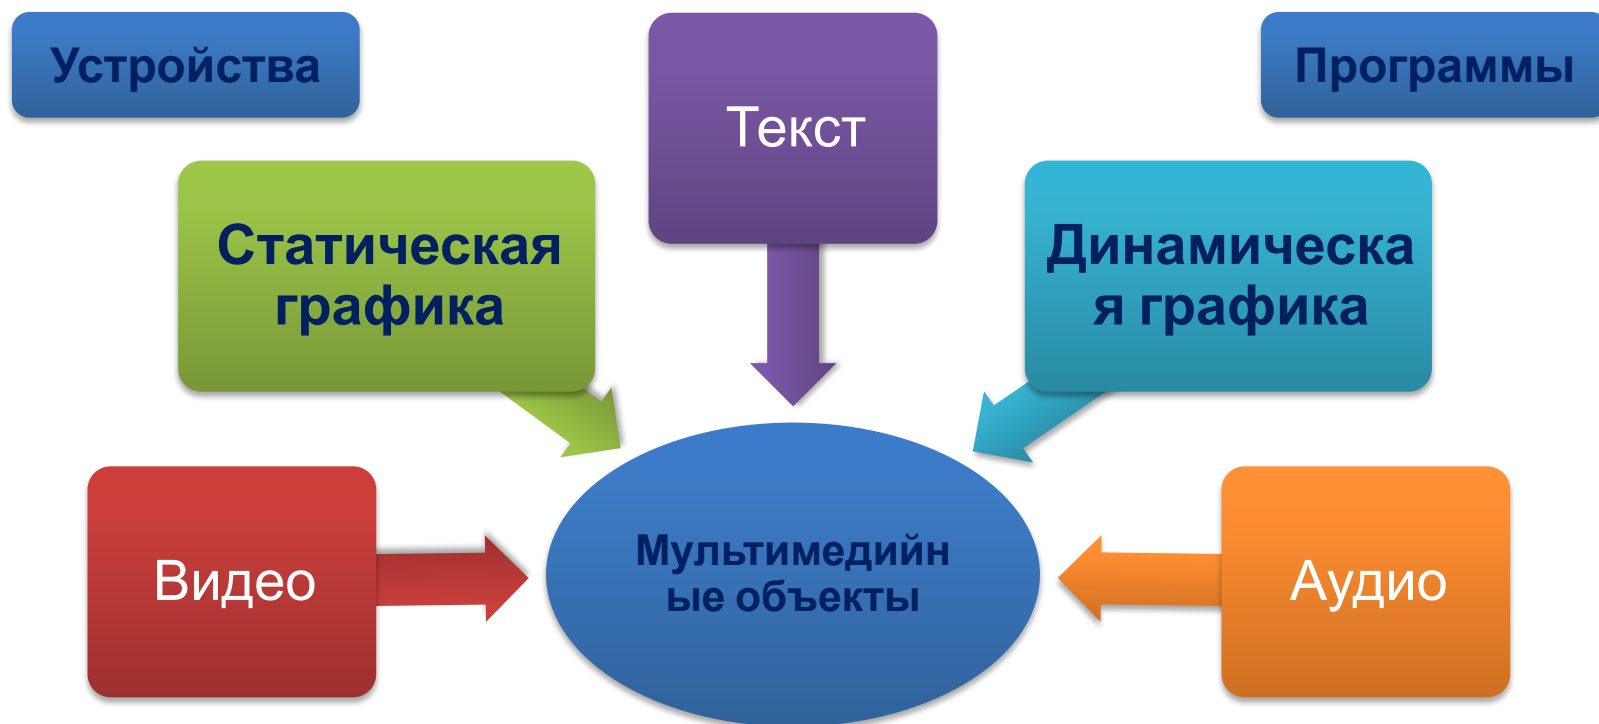 Устройства
Текст
Программы
Статическая
графика
Динамическа
я графика
Видео
Мультимедийн
ые объекты
Аудио